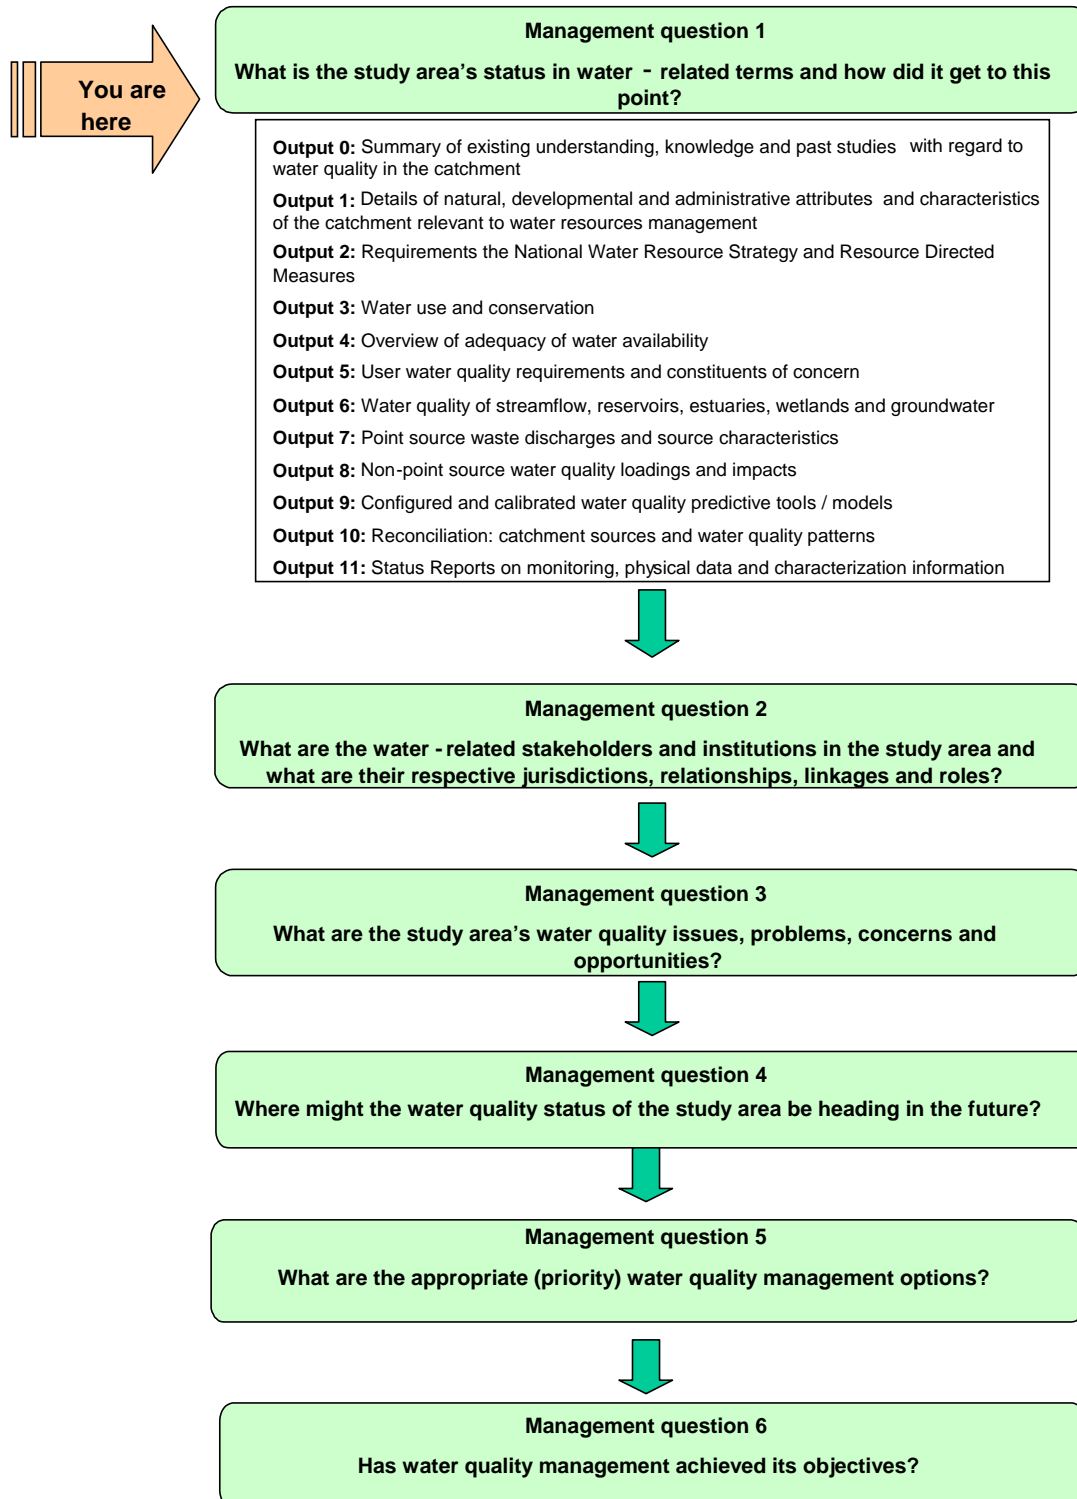 Management question 1
What is the study area's status in water - related terms and how did it get to this
point?
You are
here
Output 0: Summary of existing understanding, knowledge and past studies with regard to
water quality in the catchment
Output 1: Details of natural, developmental and administrative attributes and characteristics
of the catchment relevant to water resources management
Output 2: Requirements the National Water Resource Strategy and Resource Directed
Measures
Output 3: Water use and conservation
Output 4: Overview of adequacy of water availability
Output 5: User water quality requirements and constituents of concern
Output 6: Water quality of streamflow, reservoirs, estuaries, wetlands and groundwater
Output 7: Point source waste discharges and source characteristics
Output 8: Non-point source water quality loadings and impacts
Output 9: Configured and calibrated water quality predictive tools / models
Output 10: Reconciliation: catchment sources and water quality patterns
Output 11: Status Reports on monitoring, physical data and characterization information
Management question 2
What are the water - related stakeholders and institutions in the study area and
what are their respective jurisdictions, relationships, linkages and roles?
Management question 3
What are the study area's water quality issues, problems, concerns and
opportunities?
Management question 4
Where might the water quality status of the study area be heading in the future?
Management question 5
What are the appropriate (priority) water quality management options?
Management question 6
Has water quality management achieved its objectives?